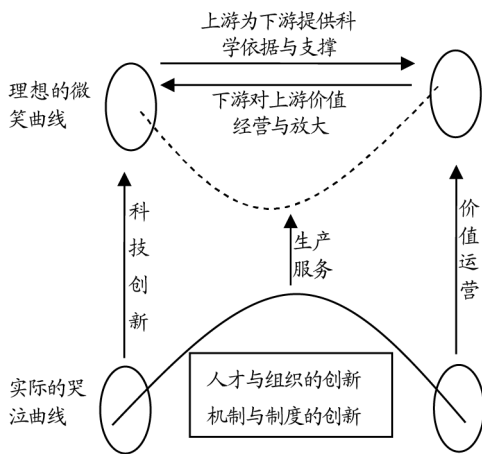 上游为下游提供科
学依据与支撑
理想的微
笑曲线
下游对上游价值
经营与放大
科技创新
生产
服务
价值运营
实际的哭
泣曲线
人才与组织的创新
机制与制度的创新